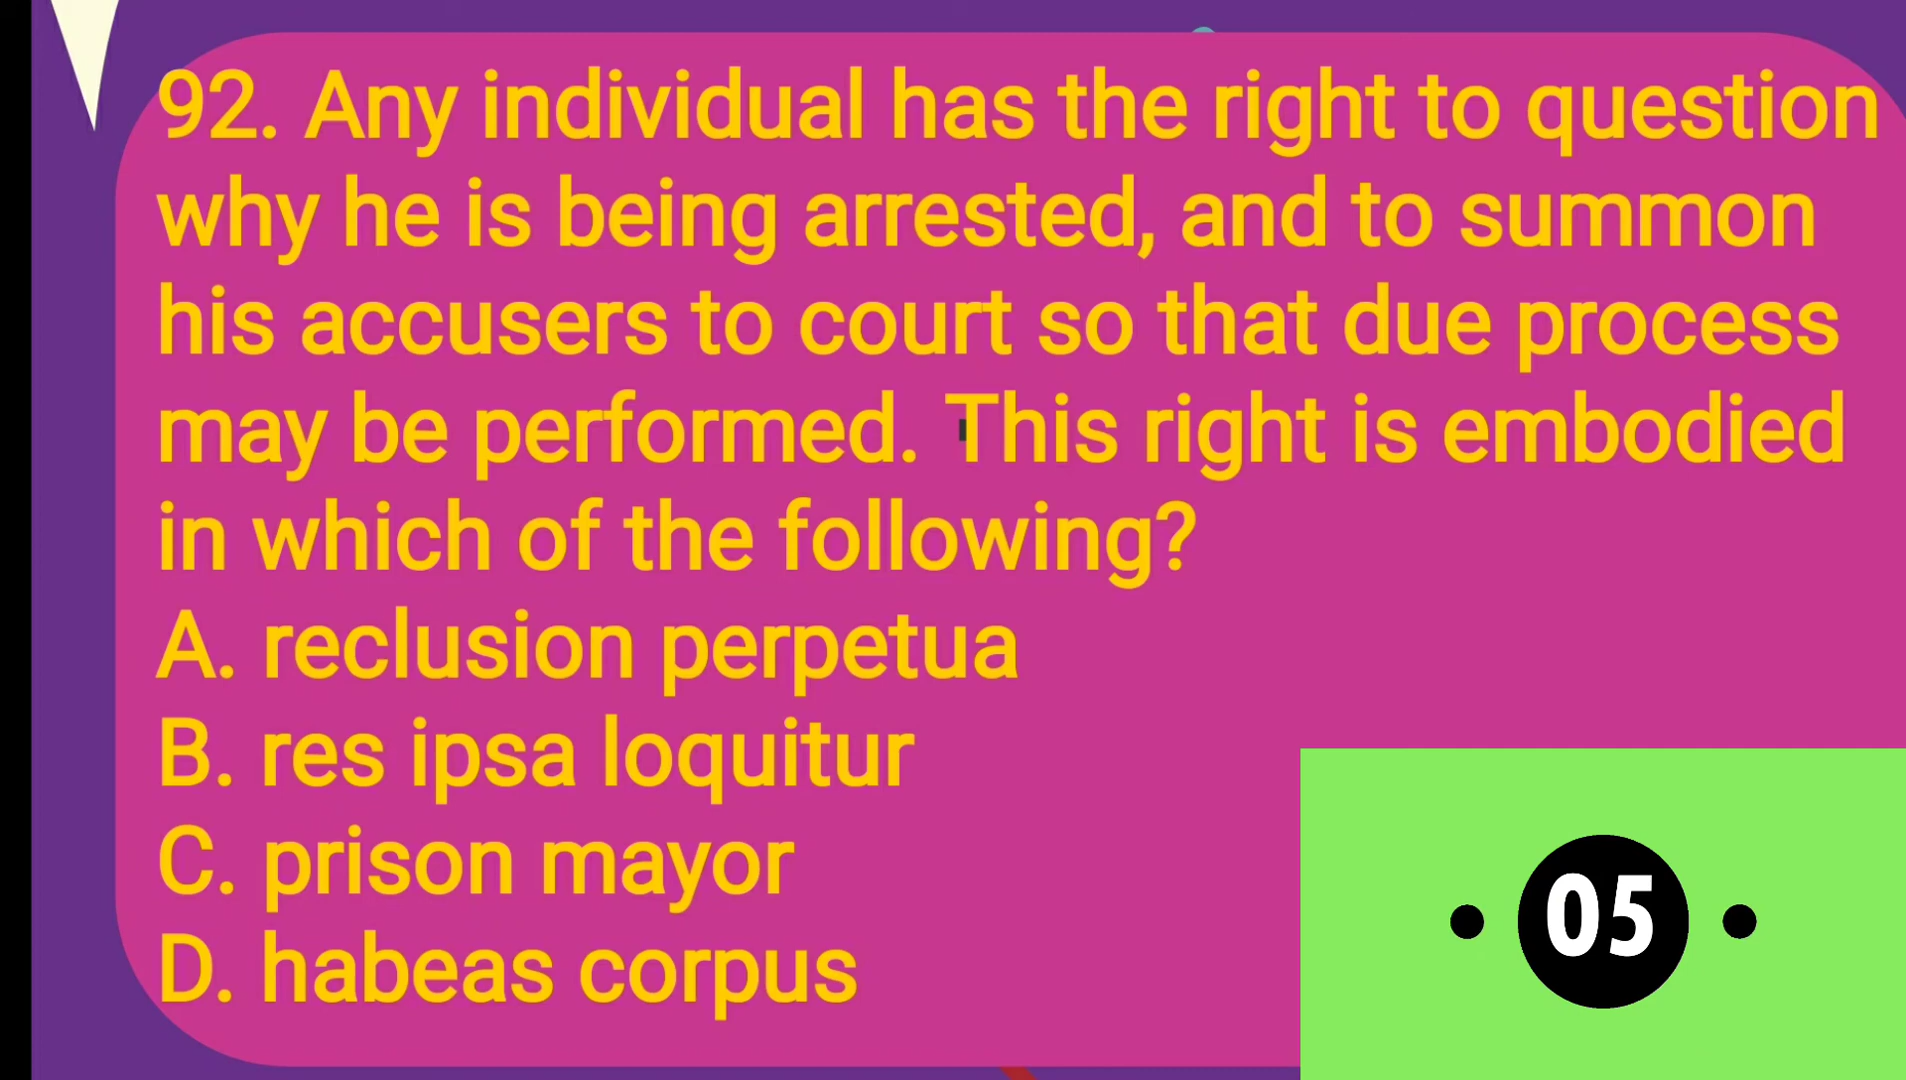 92. Any individual has the right to question
why he is being arrested, and to summon
his accusers to court so that due process
may be performed. This right is embodied
in which of the following?
A. reclusion perpetua
B. res ipsa loquitur
C. prison mayor
D. habeas corpus
05